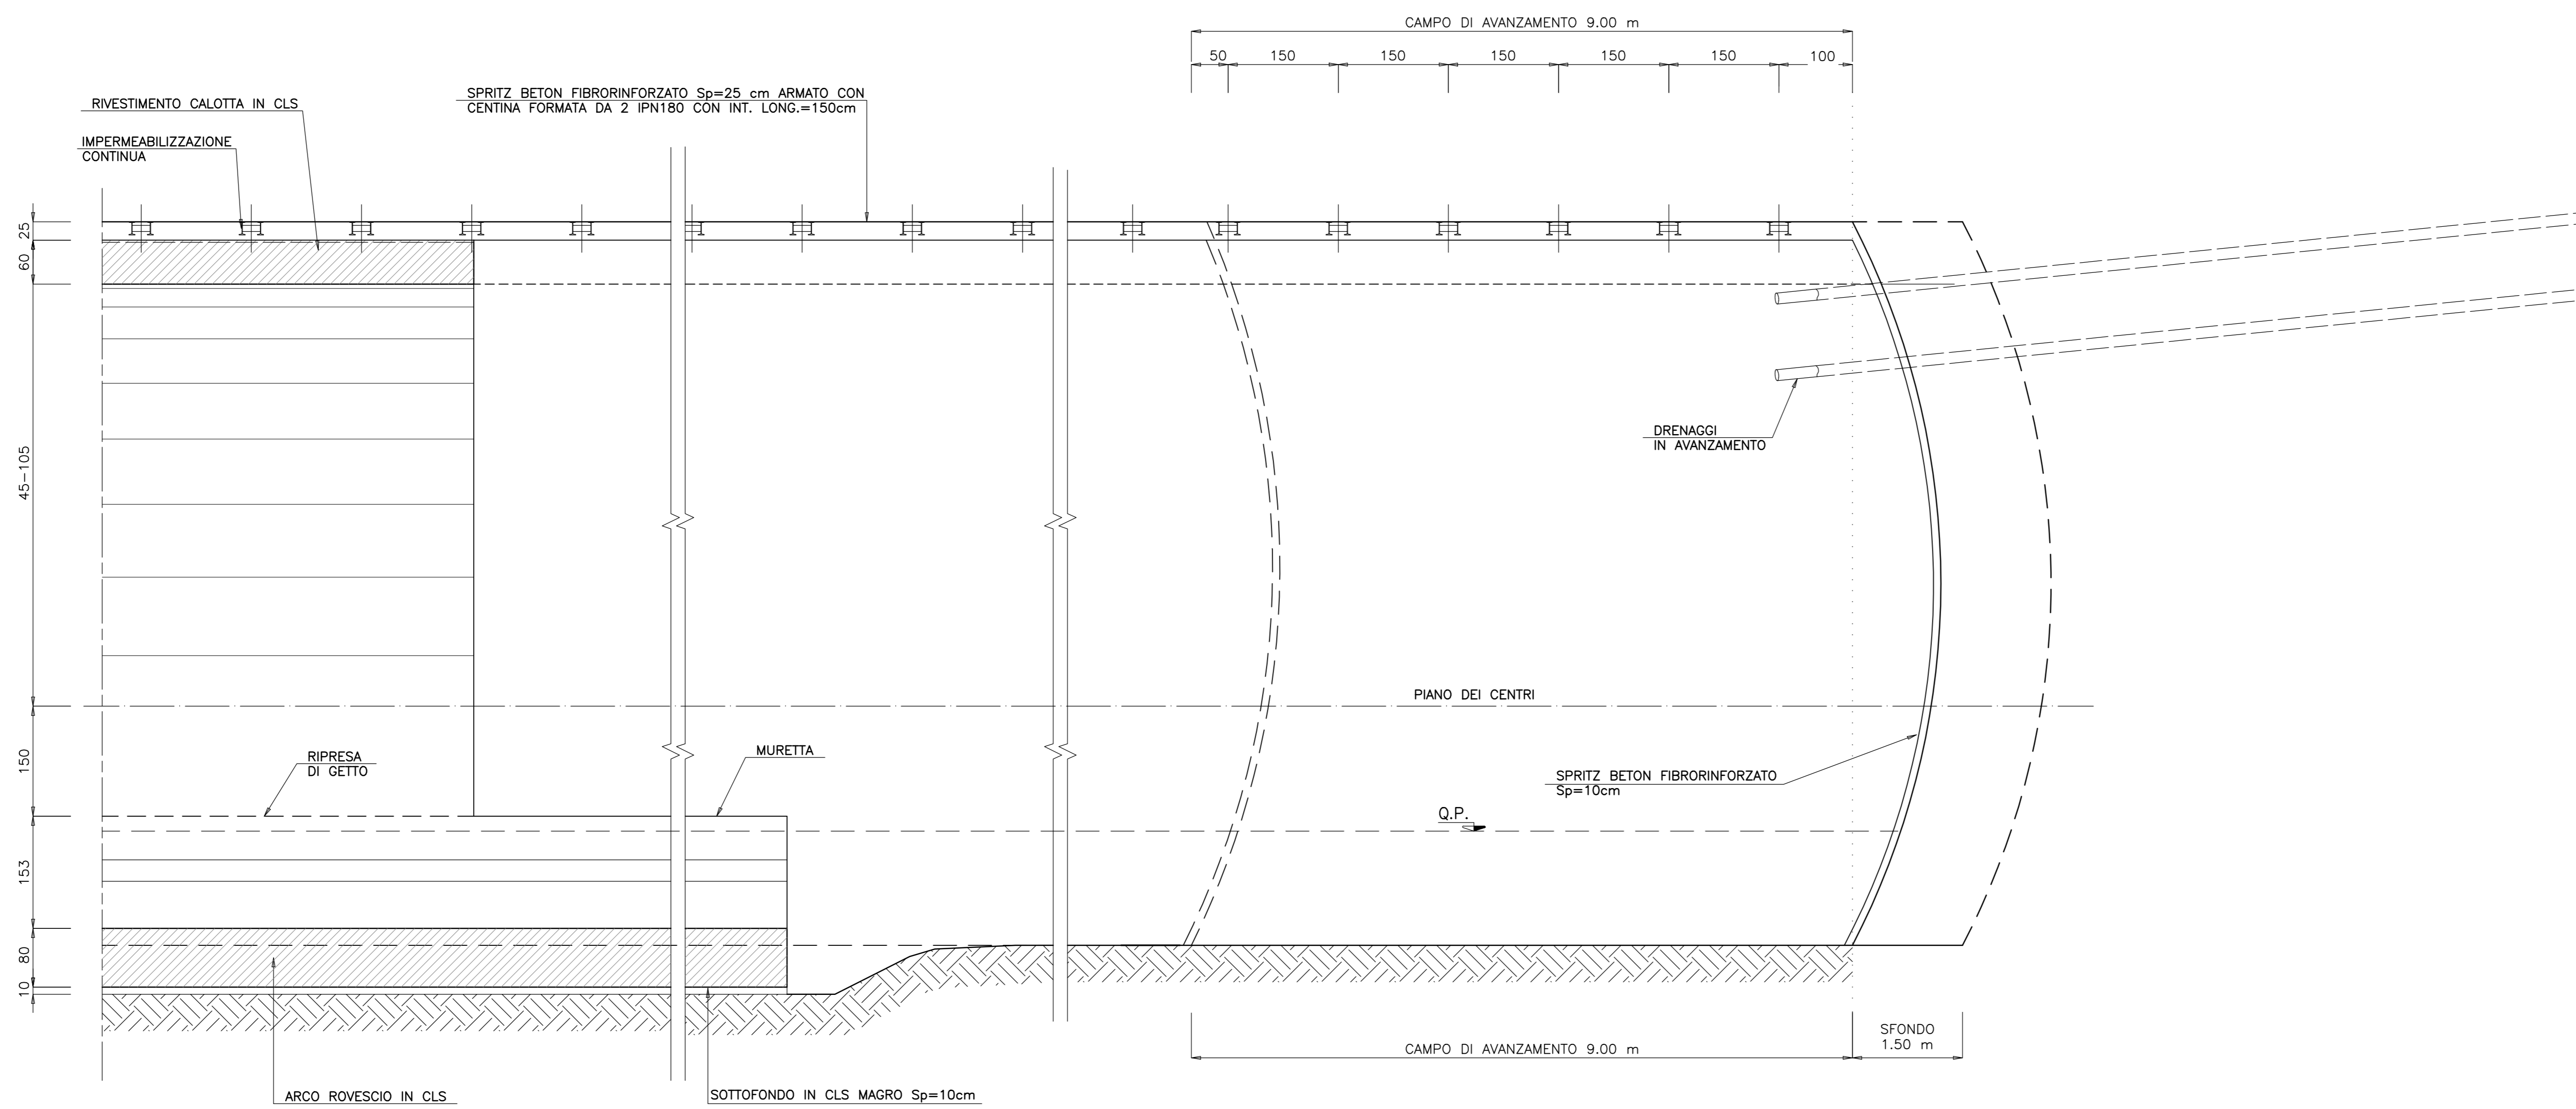 CAMPO DI AVANZAMENTO 9.00 m
50 150 150 150 150 150 100
SPRITZ BETON FIBRORINFORZATO Sp=25 cm ARMATO CON
CENTINA FORMATA DA 2 IPN180 CON INT. LONG.=150cm
RIVESTIMENTO CALOTTA IN CLS
IMPERMEABILIZZAZIONE
CONTINUA
25
60
45-105
150
153
80
10
DRENAGGI
IN AVANZAMENTO
PIANO DEI CENTRI
RIPRESA
DI GETTO
MURETTA
SPRITZ BETON FIBRORINFORZATO
Sp=10cm
Q.P.
CAMPO DI AVANZAMENTO 9.00 m
SFONDO
1.50 m
ARCO ROVESCIO IN CLS
SOTTOFONDO IN CLS MAGRO Sp=10cm